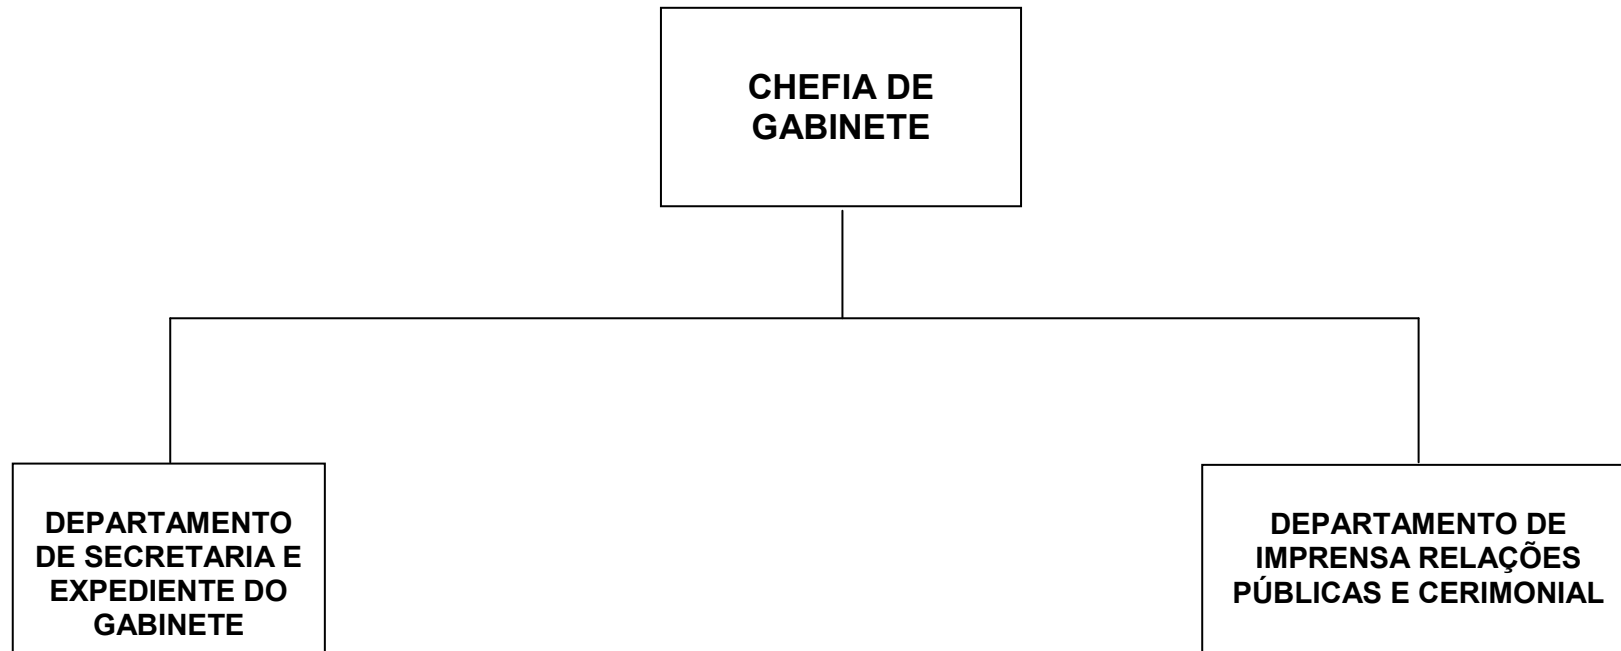 CHEFIA DE
GABINETE
DEPARTAMENTO
DE SECRETARIA E
EXPEDIENTE DO
GABINETE
DEPARTAMENTO DE
IMPRENSA RELAÇÕES
PÚBLICAS E CERIMONIAL